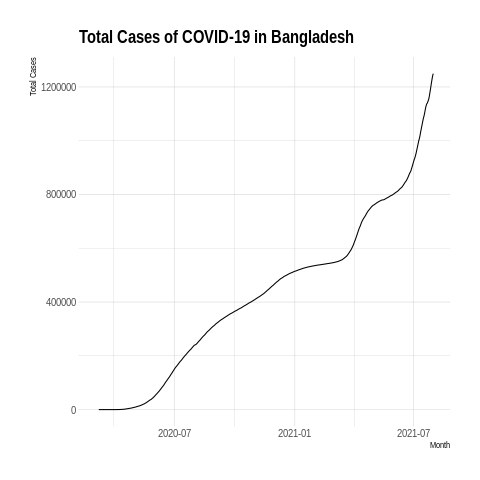 Total Cases of COVID-19 in Bangladesh
Total Cases
1200000
800000
400000
0
2020-07
2021-01
2021-07
Month